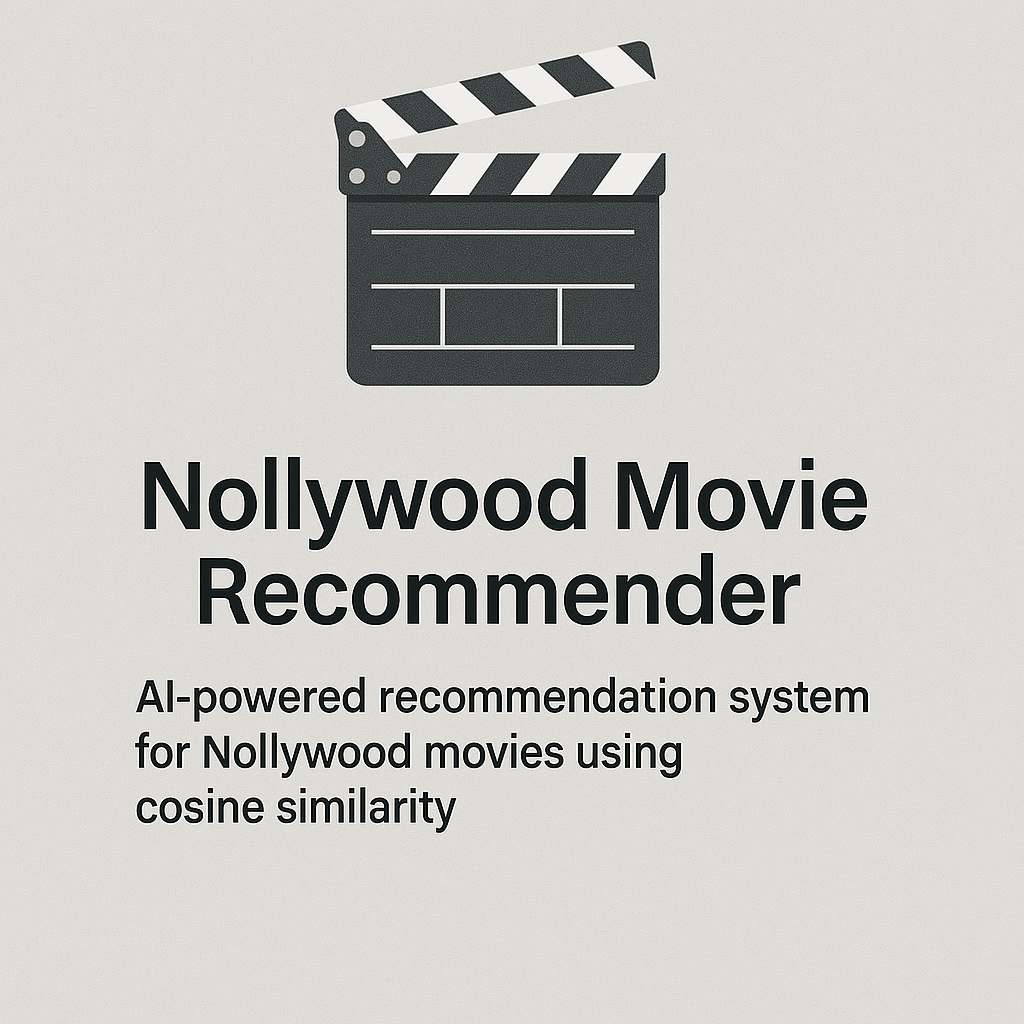 Nollywood Movie
Recommender
AI-powered recommendation system
for Nollywood movies using
cosine similarity